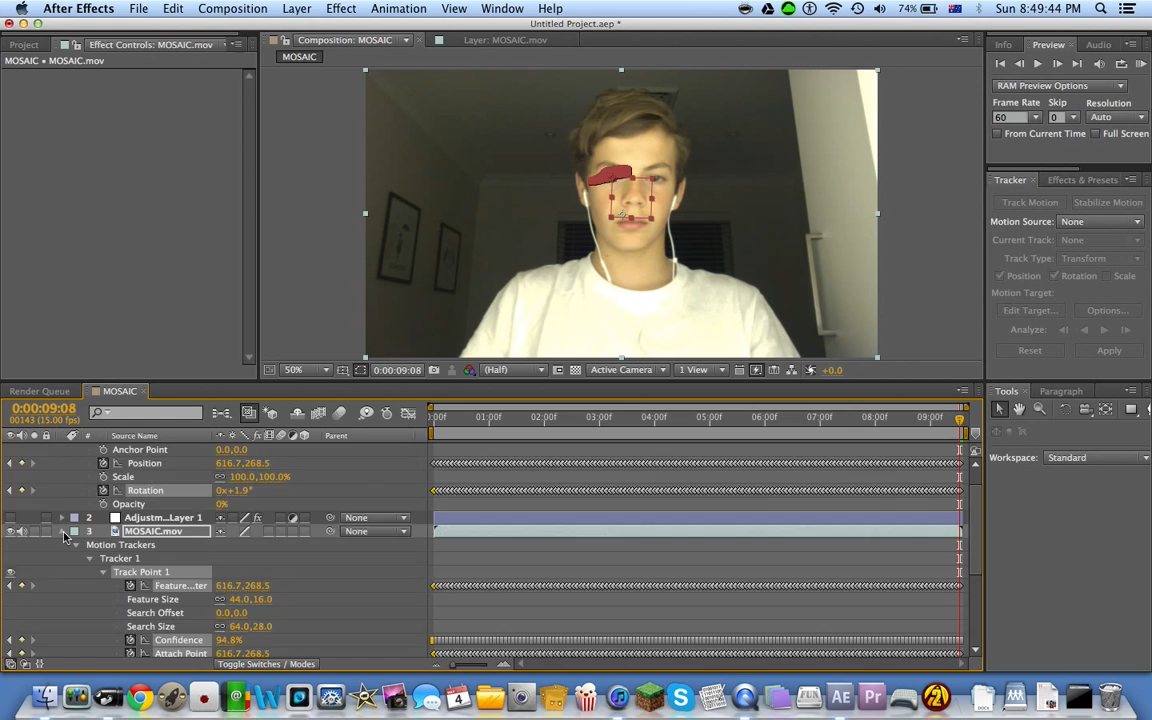 After Effects File Edit Composition Layer Effect Animation View Window Help 74% Sun 8:49:44
Untitled Project.aep *
Project Effect Controls: MOSAIC.mov Composition: MOSAIC Layer: MOSAIC.mov Info Preview Audio
MOSAIC • MOSAIC.mov MOSAIC
RAM Preview Options
Frame Rate Skip Resolution
60 0 Auto
From Current Time Full Screen
Tracker Effects & Presets
Track Motion Stabilize Motion
Motion Source: None
Current Track: None
Track Type: Transform
Position Rotation Scale
Motion Target:
Edit Target... Options...
Analyze:
Reset Apply
50% 0:00:09:08 (Half) Active Camera 1 View +0.0
Render Queue MOSAIC Tools Paragraph
0:00:09:08
00143 (15.00 fps)
0:00f 01:00f 02:00f 03:00f 04:00f 05:00f 06:00f 07:00f 08:00f 09:00f
# Source Name Parent
Anchor Point 0.0,0.0
Position 616.7,268.5
Scale 100.0,100.0%
Rotation 0x+1.9°
Opacity 0%
2 Adjustm...Layer 1 None
3 MOSAIC.mov None
Motion Trackers
Tracker 1
Track Point 1
Feature...ter 616.7,268.5
Feature Size 44.0,16.0
Search Offset 0.0,0.0
Search Size 64.0,28.0
Confidence 94.8%
Attach Point 616.7,268.5
Toggle Switches / Modes
Workspace: Standard
AE Pr